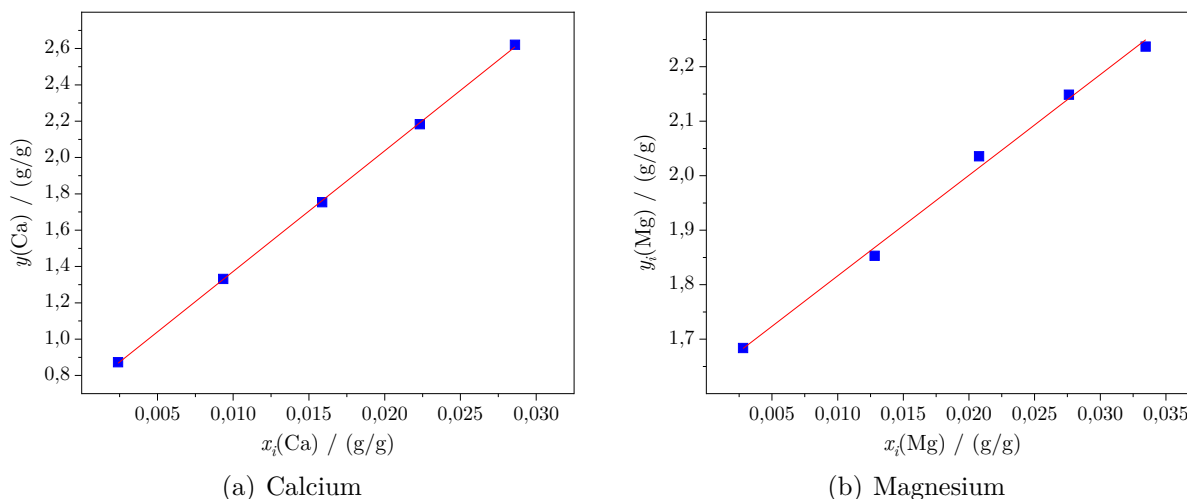 2,6
2,4
2,2
2,0
1,8
1,6
1,4
1,2
1,0
0,8
y(Ca) / (g/g)
0,005 0,010 0,015 0,020 0,025 0,030
x_i(Ca) / (g/g)
(a) Calcium
2,2
2,1
2,0
1,9
1,8
1,7
y_i(Mg) / (g/g)
0,005 0,010 0,015 0,020 0,025 0,030 0,035
x_i(Mg) / (g/g)
(b) Magnesium